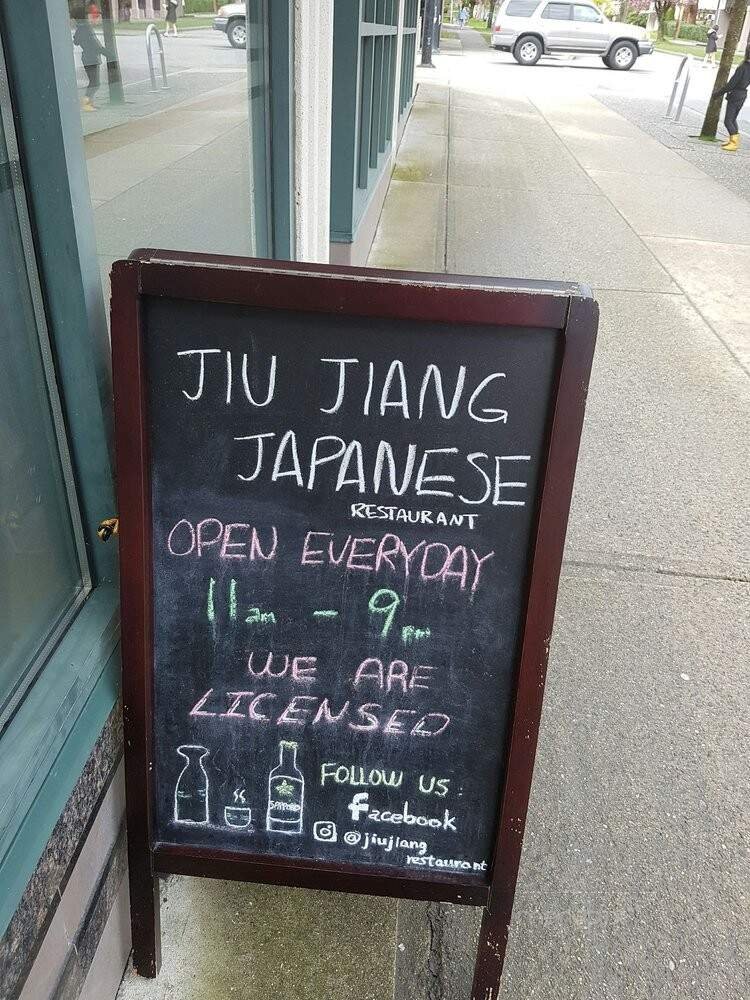 JIU JIANG
JAPANESE
RESTAURANT
OPEN EVERYDAY
11am - 9pm
WE ARE
LICENSED
SAPPORO
FOLLOW US:
facebook
@jiujiang
restaurant